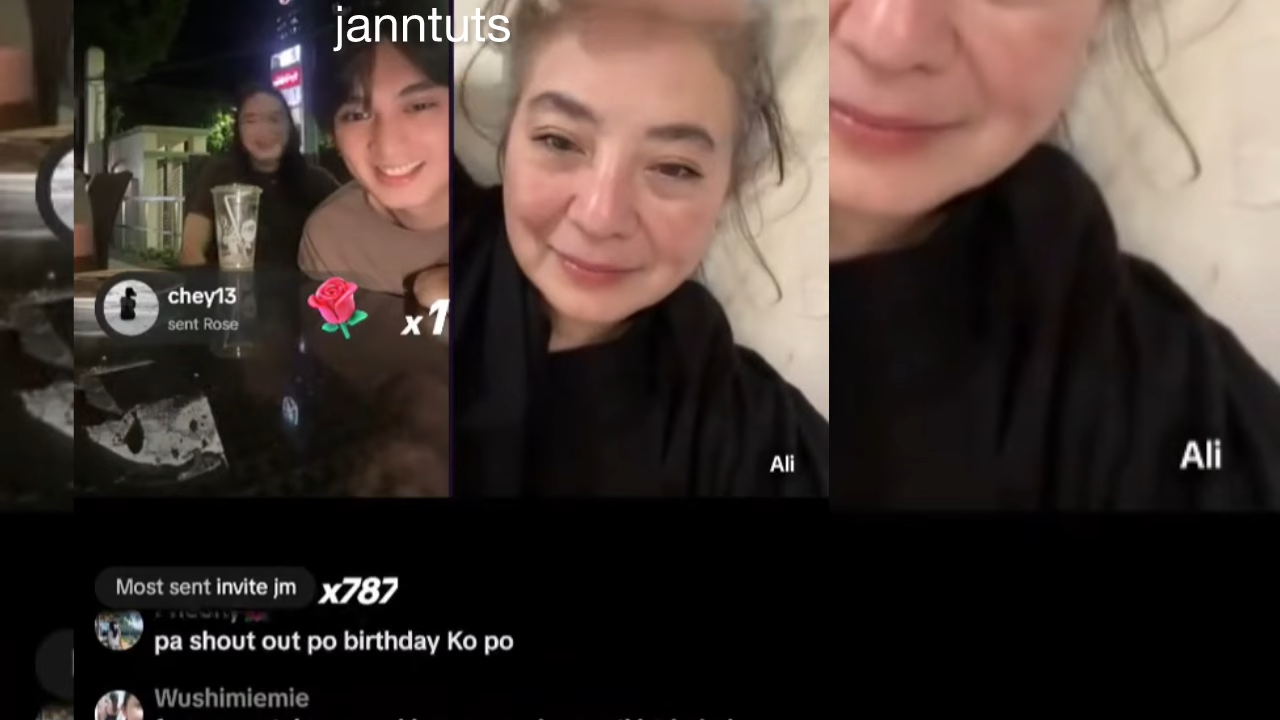 janntuts
chey13
sent Rose
x1
Ali
Ali
Most sent invite jm x787
pa shout out po birthday Ko po
Wushimiemie